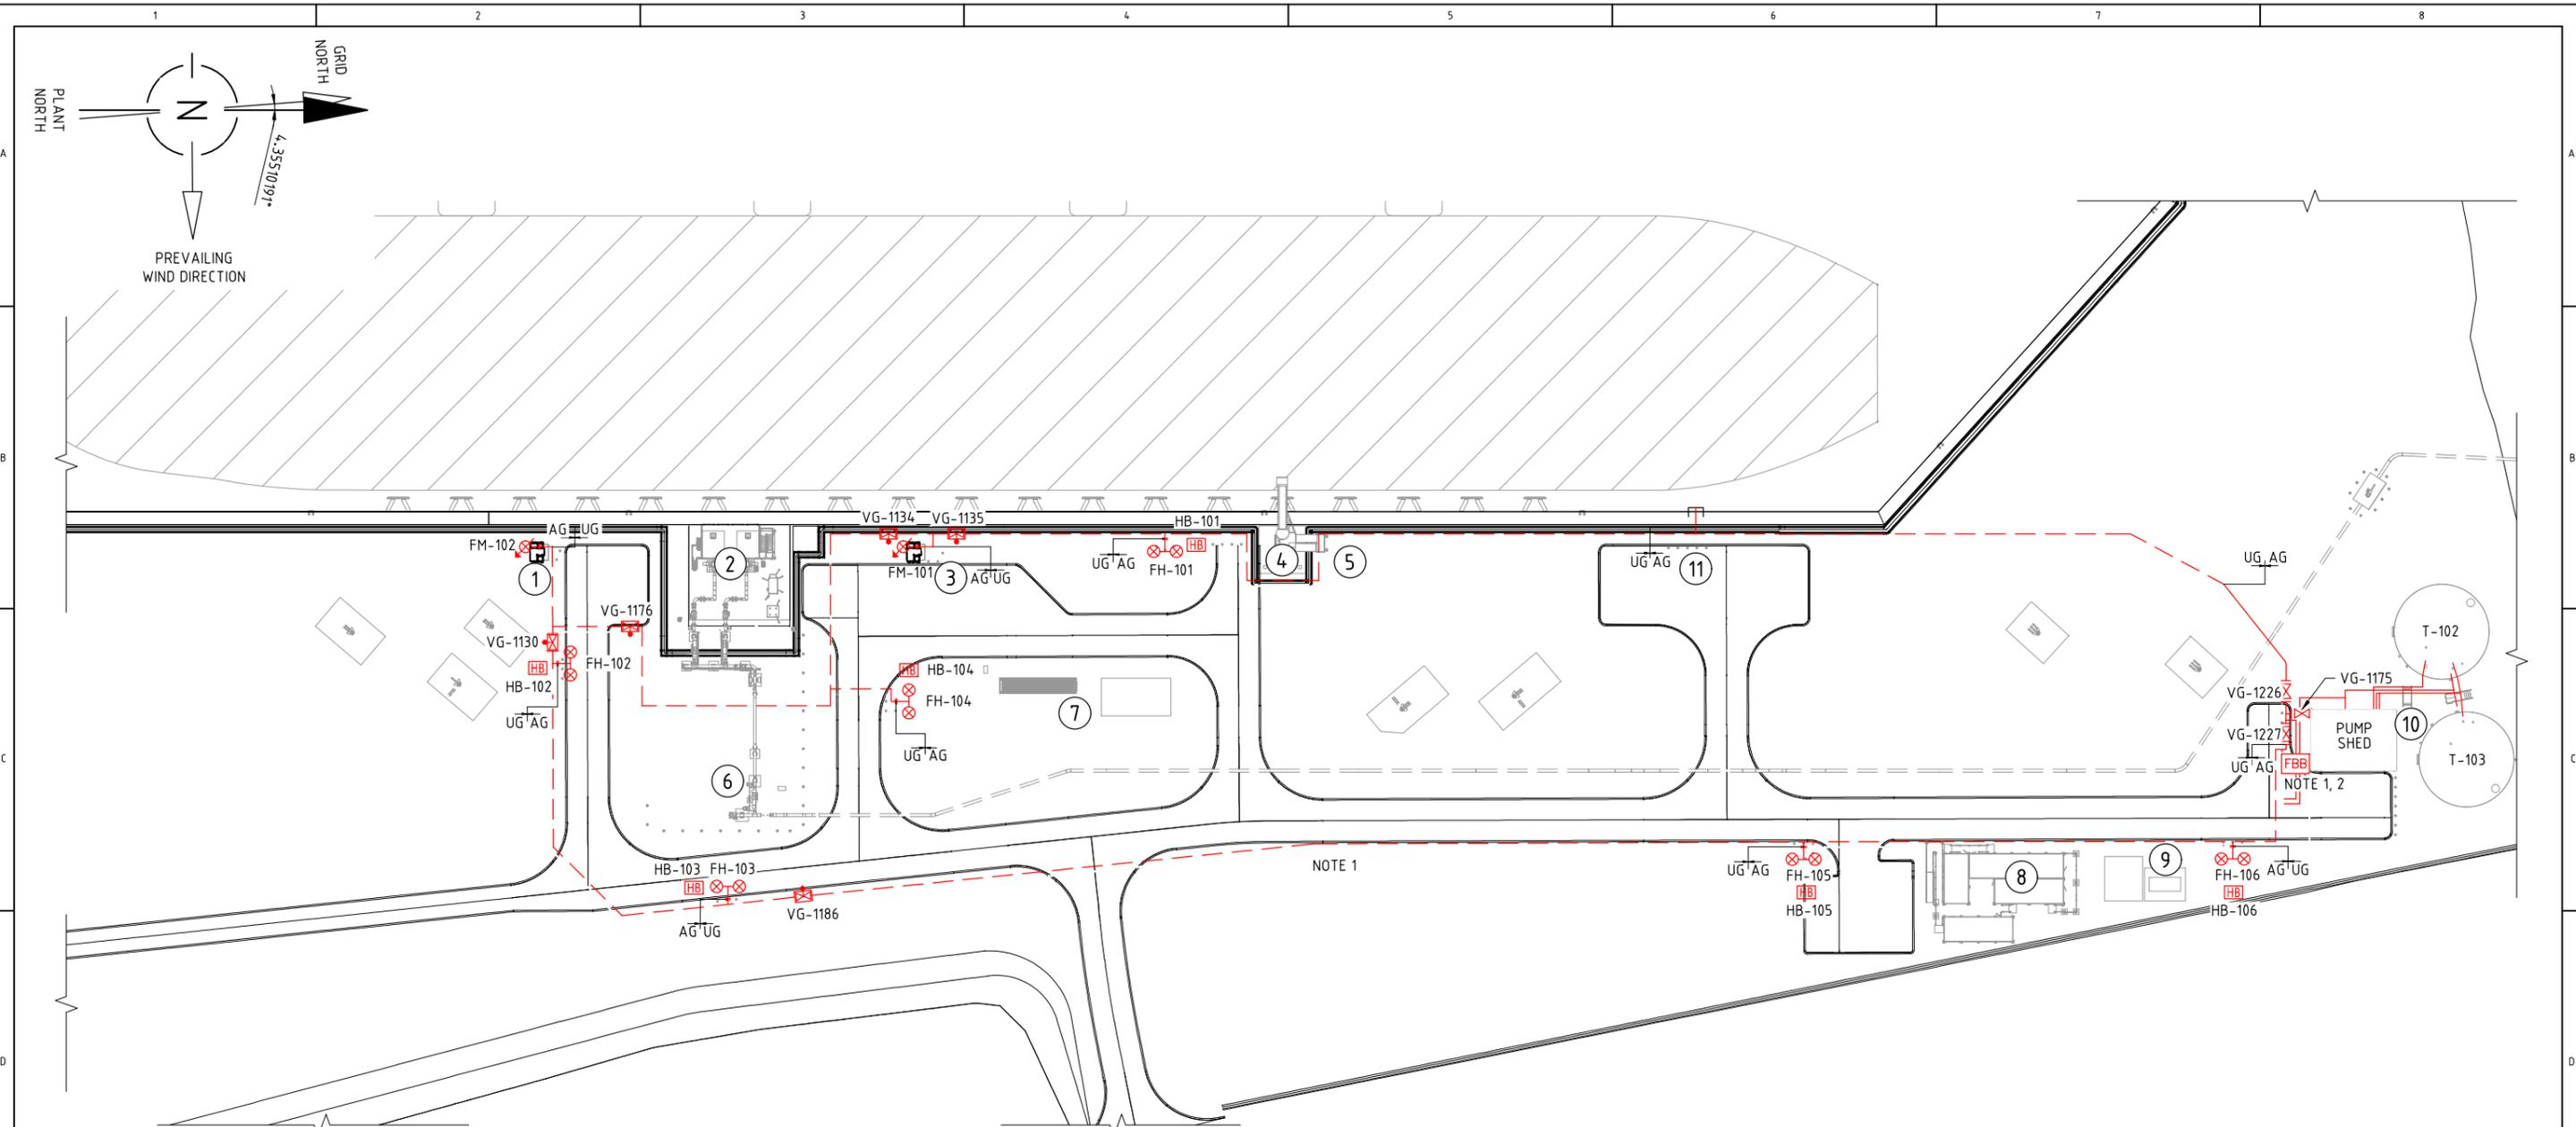 1 2 3 4 5 6 7 8
GRID
NORTH
PLANT
NORTH
N
4.35510191°
A A
PREVAILING
WIND DIRECTION
B B
VG-1134 VG-1135 HB-101
AG UG
FM-102
1
2
FM-101
3
AG UG
UG AG
FH-101
4
5
UG AG
11
UG AG
VG-1176
VG-1130
HB
HB
FH-102
HB-102
UG AG
HB
HB-104
FH-104
UG AG
7
T-102
VG-1175
VG-1226
10
PUMP
SHED
VG-1227
UG AG
FBB
NOTE 1, 2
T-103
C C
6
HB-103 FH-103
HB
VG-1186
AG UG
NOTE 1
UG AG
FH-105
HB
HB-105
8
9
FH-106
AG UG
HB
HB-106
D D